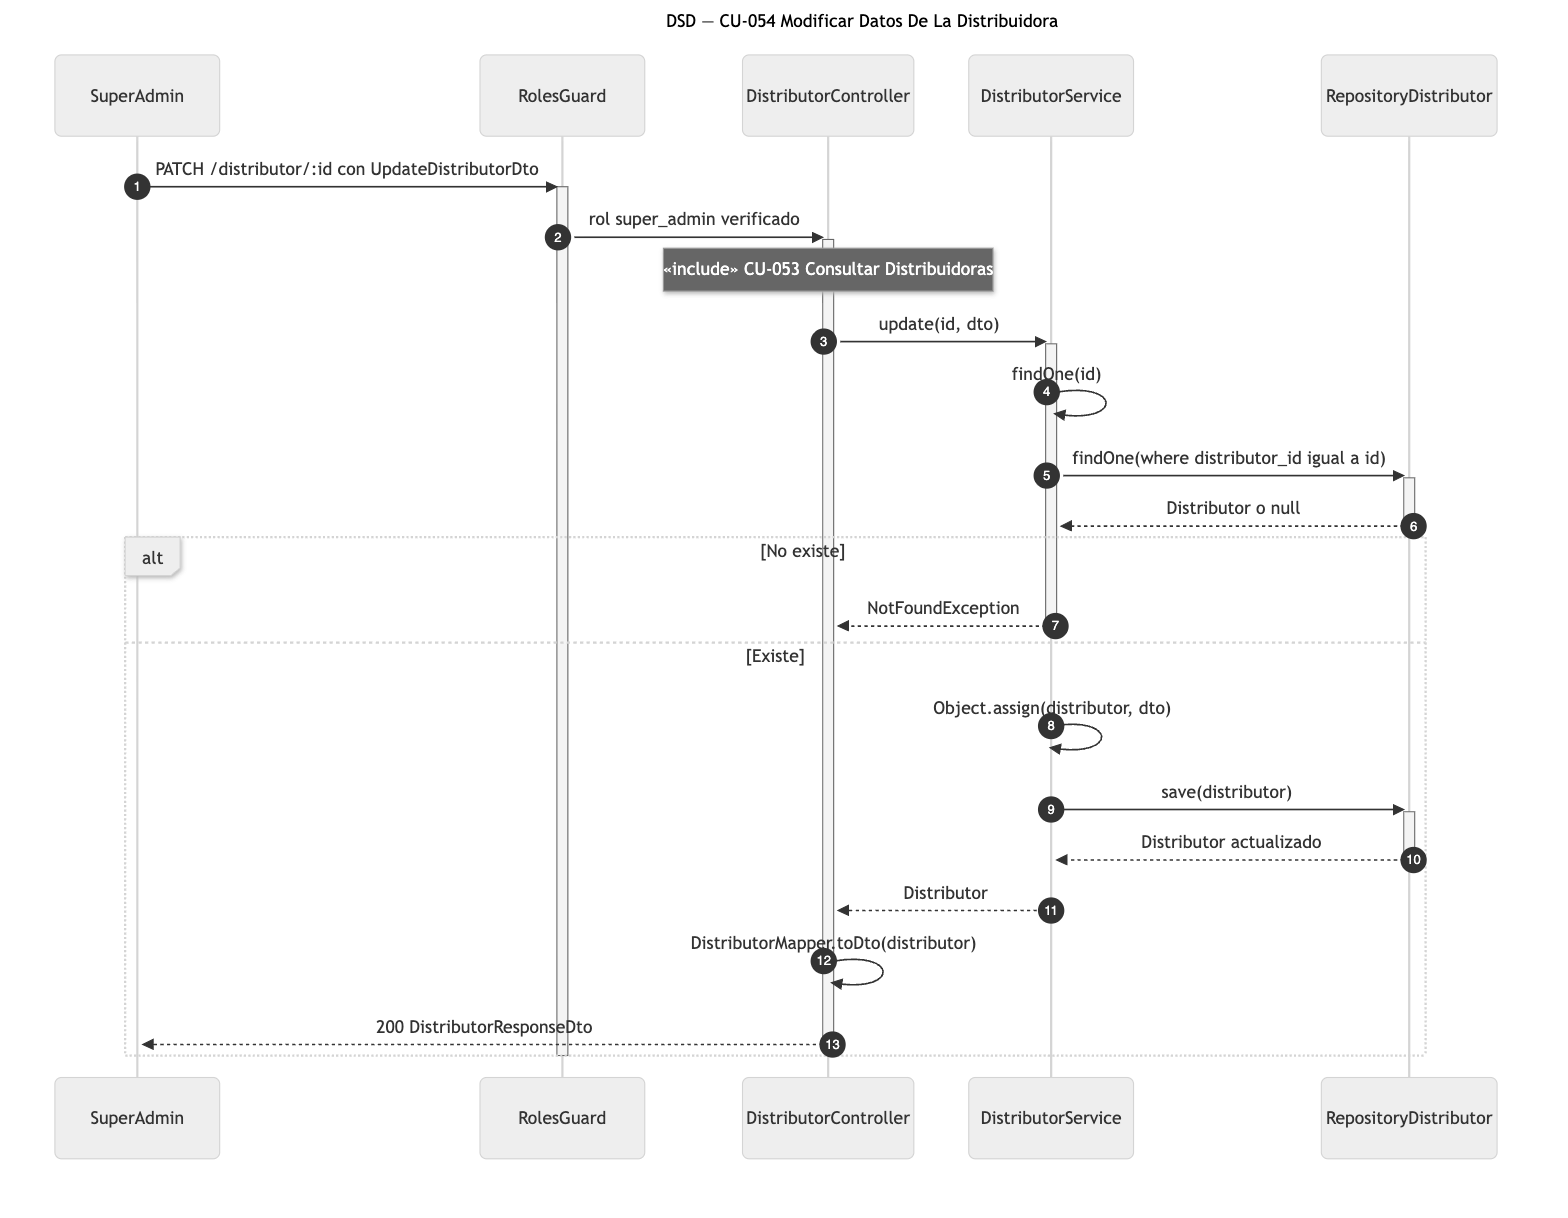 DSD — CU-054 Modificar Datos De La Distribuidora
SuperAdmin
RolesGuard
DistributorController
DistributorService
RepositoryDistributor
PATCH /distributor/:id con UpdateDistributorDto
1
rol super_admin verificado
2
«include» CU-053 Consultar Distribuidoras
update(id, dto)
3
findOne(id)
4
findOne(where distributor_id igual a id)
5
Distributor o null
6
alt
[No existe]
NotFoundException
7
[Existe]
Object.assign(distributor, dto)
8
save(distributor)
9
Distributor actualizado
10
Distributor
11
DistributorMapper.toDto(distributor)
12
200 DistributorResponseDto
13
SuperAdmin
RolesGuard
DistributorController
DistributorService
RepositoryDistributor